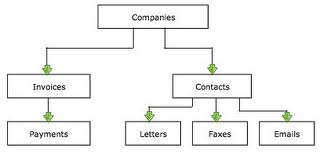 Companies
Invoices
Contacts
Payments
Letters
Faxes
Emails